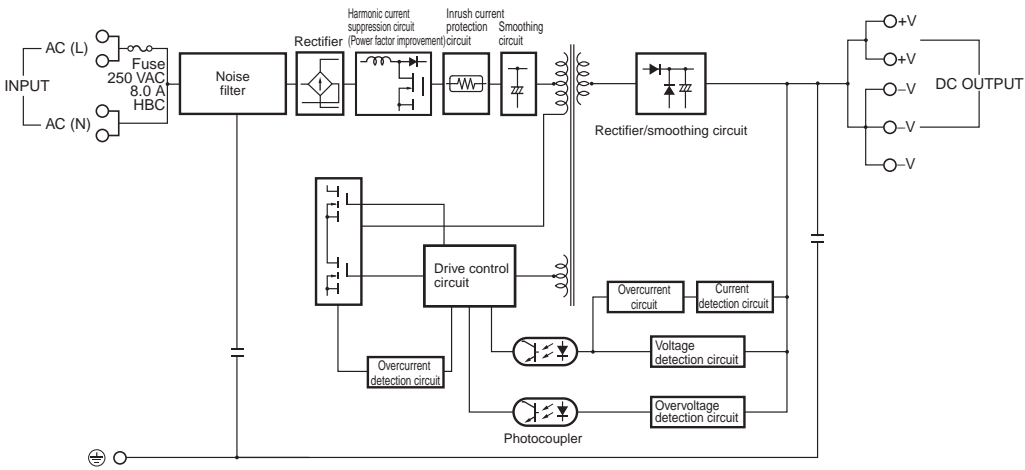 INPUT
AC (L)
AC (N)
Fuse
250 VAC
8.0 A
HBC
Noise
filter
Rectifier
Harmonic current
suppression circuit
(Power factor improvement)
Inrush current
protection
circuit
Smoothing
circuit
Rectifier/smoothing circuit
+V
+V
–V
–V
–V
DC OUTPUT
Drive control
circuit
Overcurrent
circuit
Current
detection circuit
Voltage
detection circuit
Overcurrent
detection circuit
Overvoltage
detection circuit
Photocoupler